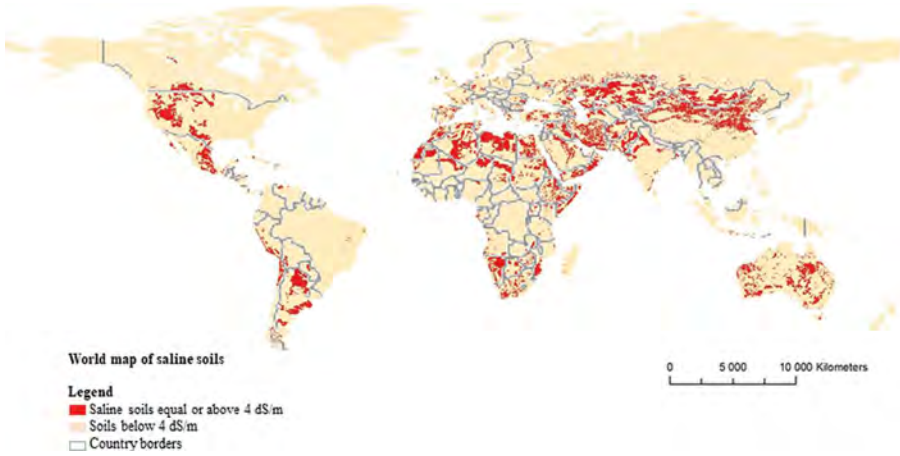 World map of saline soils
0 5 000 10 000 Kilometers
Legend
Saline soils equal or above 4 dS/m
Soils below 4 dS/m
Country borders